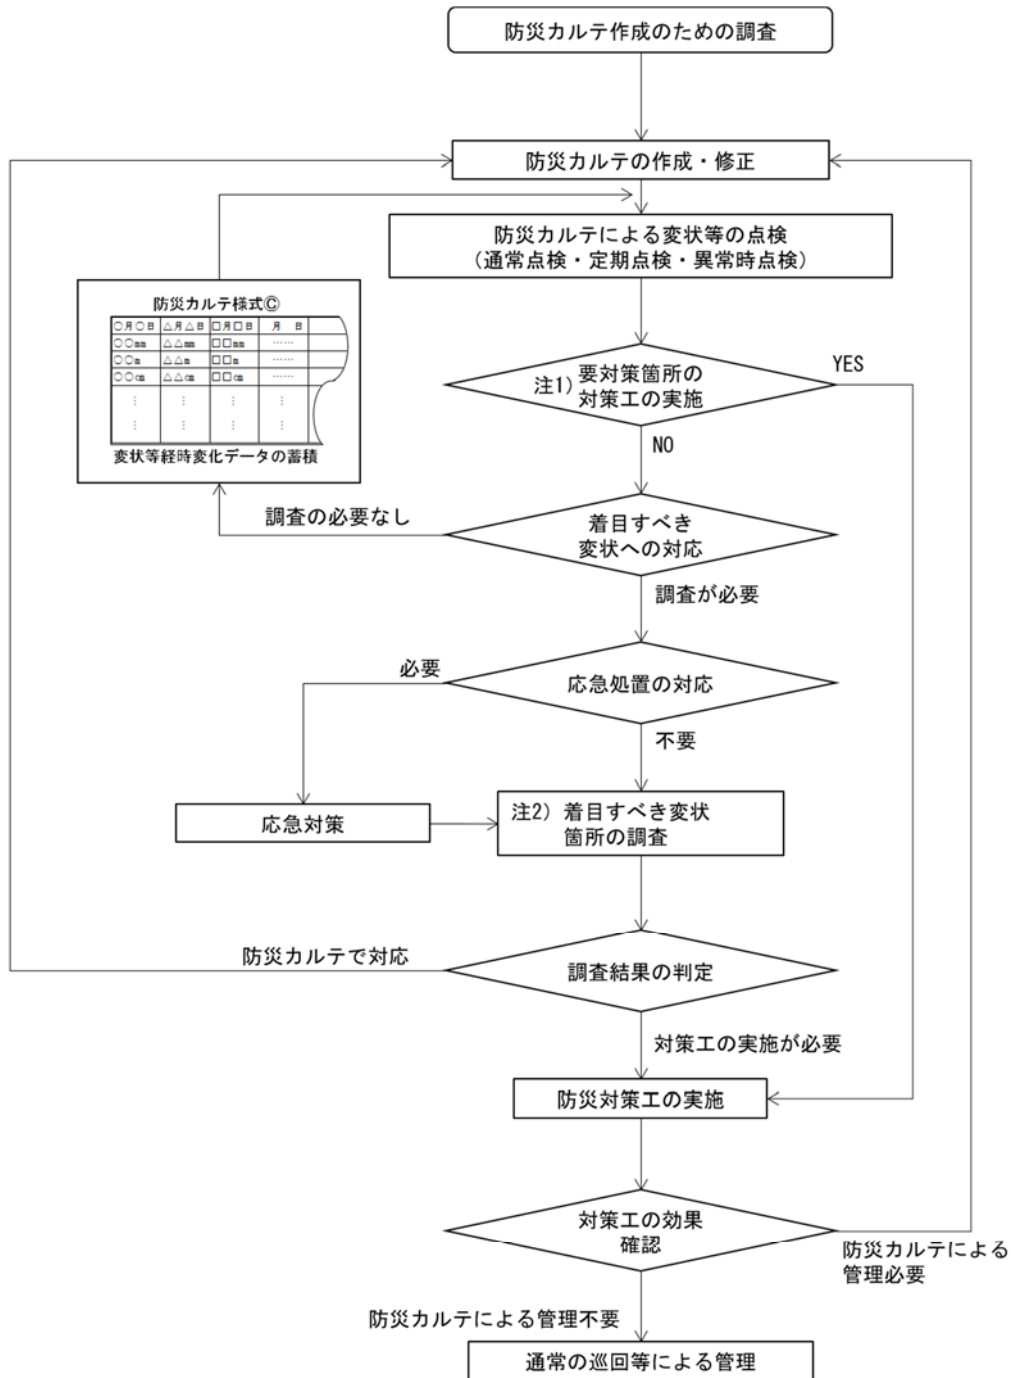 防災カルテ作成のための調査
防災カルテの作成・修正
防災カルテによる変状等の点検
（通常点検・定期点検・異常時点検）
防災カルテ様式Ⓒ
○月○日 △月△日 □月□日 月 日
○○mm △△mm □□mm ……
○○m △△m □□m ……
○○cm △△cm □□cm ……
⋮ ⋮ ⋮ ⋮
⋮ ⋮ ⋮ ⋮
変状等経時変化データの蓄積
注1）要対策箇所の
対策工の実施
YES
NO
調査の必要なし
着目すべき
変状への対応
調査が必要
必要
応急処置の対応
不要
応急対策
注2）着目すべき変状
箇所の調査
防災カルテで対応
調査結果の判定
対策工の実施が必要
防災対策工の実施
対策工の効果
確認
防災カルテによる
管理必要
防災カルテによる管理不要
通常の巡回等による管理